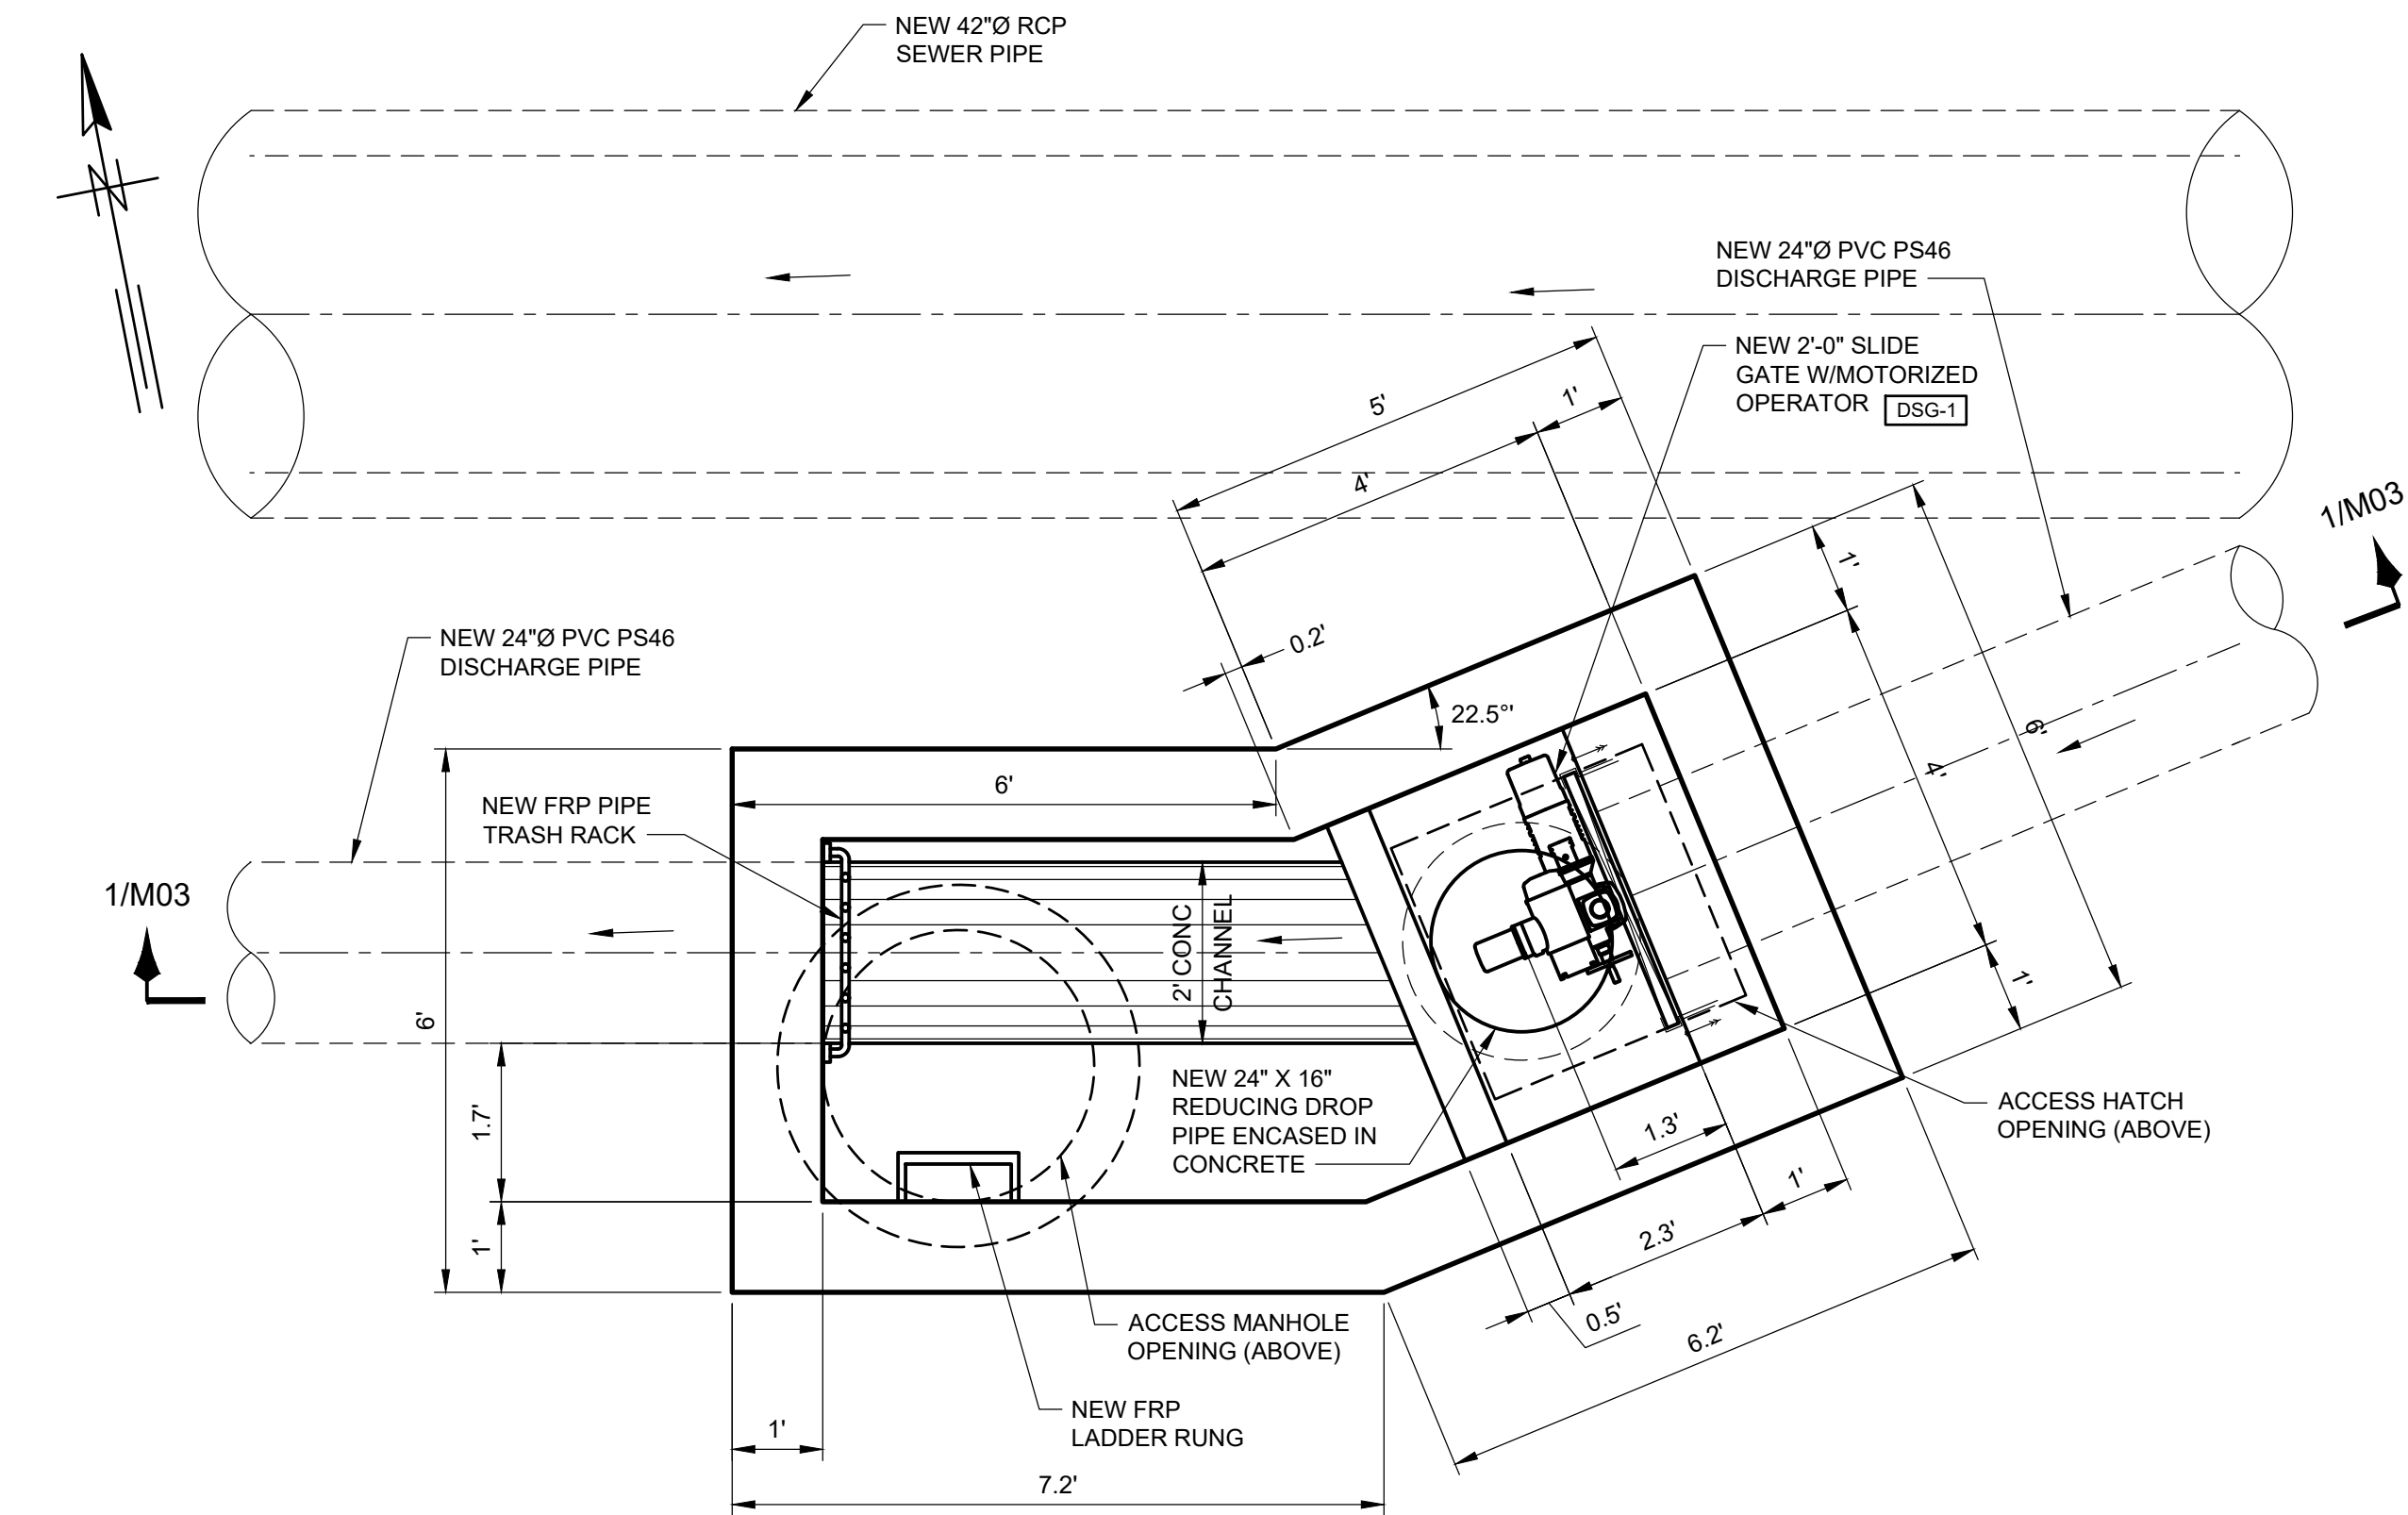 NEW 42"Ø RCP
SEWER PIPE
NEW 24"Ø PVC PS46
DISCHARGE PIPE
NEW 2'-0" SLIDE
GATE W/MOTORIZED
OPERATOR DSG-1
5'
1'
4'
1/M03
1'
0.2'
NEW 24"Ø PVC PS46
DISCHARGE PIPE
22.5°'
6'
4'
6'
NEW FRP PIPE
TRASH RACK
1/M03
2' CONC
CHANNEL
1'
6'
1.7'
NEW 24" X 16"
REDUCING DROP
PIPE ENCASED IN
CONCRETE
ACCESS HATCH
OPENING (ABOVE)
1.3'
1'
2.3'
1'
0.5'
6.2'
ACCESS MANHOLE
OPENING (ABOVE)
NEW FRP
LADDER RUNG
1'
7.2'
N